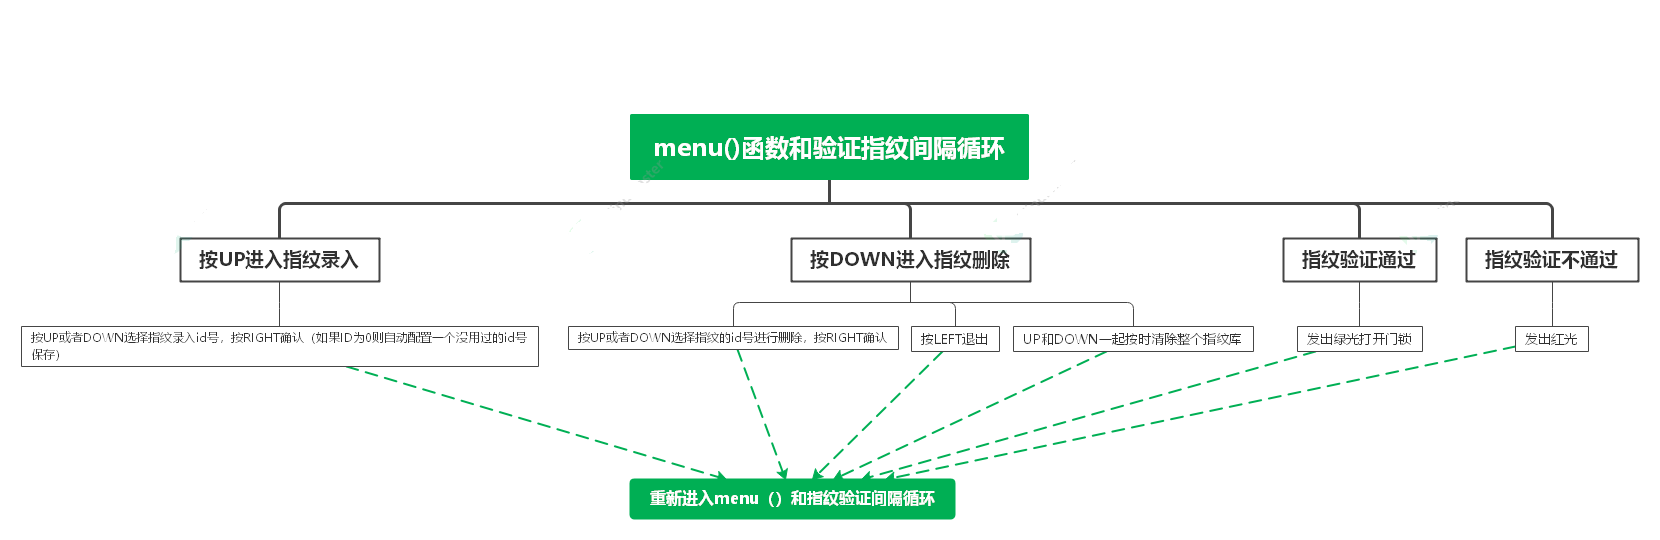 menu()函数和验证指纹间隔循环
按UP进入指纹录入
按DOWN进入指纹删除
指纹验证通过
指纹验证不通过
按UP或者DOWN选择指纹录入id号，按RIGHT确认（如果ID为0则自动配置一个没用过的id号
保存）
按UP或者DOWN选择指纹的id号进行删除，按RIGHT确认
按LEFT退出
UP和DOWN一起按时清除整个指纹库
发出绿光打开门锁
发出红光
重新进入menu（）和指纹验证间隔循环